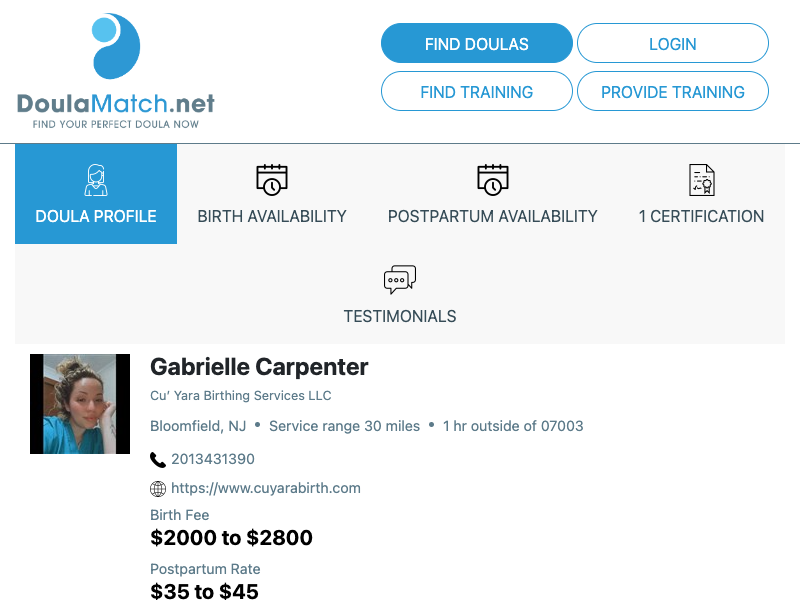 DoulaMatch.net
FIND YOUR PERFECT DOULA NOW
FIND DOULAS
LOGIN
FIND TRAINING
PROVIDE TRAINING
DOULA PROFILE
BIRTH AVAILABILITY
POSTPARTUM AVAILABILITY
1 CERTIFICATION
TESTIMONIALS
Gabrielle Carpenter
Cu’ Yara Birthing Services LLC
Bloomfield, NJ • Service range 30 miles • 1 hr outside of 07003
2013431390
https://www.cuyarabirth.com
Birth Fee
$2000 to $2800
Postpartum Rate
$35 to $45